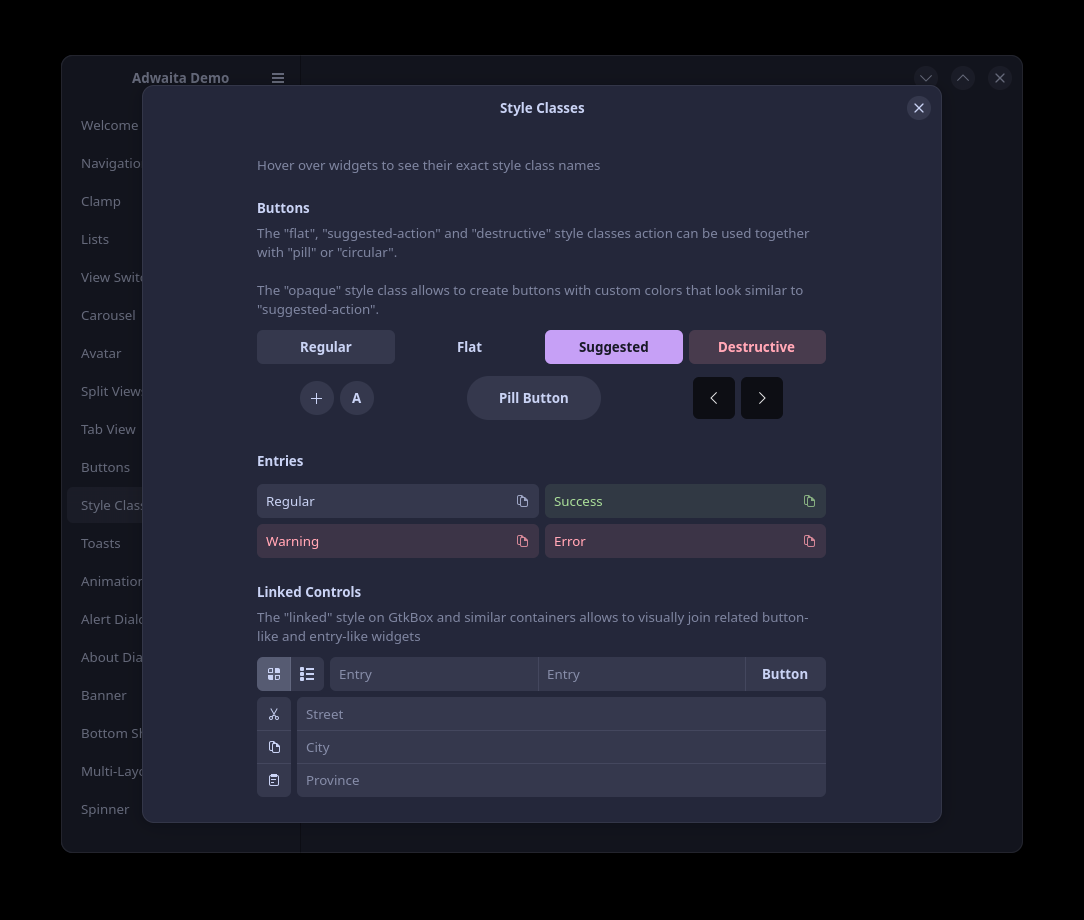 Adwaita Demo
Welcome
Navigatio
Clamp
Lists
View Switc
Carousel
Avatar
Split Views
Tab View
Buttons
Style Class
Toasts
Animation
Alert Dialo
About Dia
Banner
Bottom Sh
Multi-Layo
Spinner
Style Classes
Hover over widgets to see their exact style class names
Buttons
The "flat", "suggested-action" and "destructive" style classes action can be used together
with "pill" or "circular".
The "opaque" style class allows to create buttons with custom colors that look similar to
"suggested-action".
Regular Flat Suggested Destructive
A Pill Button
Entries
Regular Success
Warning Error
Linked Controls
The "linked" style on GtkBox and similar containers allows to visually join related button-
like and entry-like widgets
Entry Entry Button
Street
City
Province